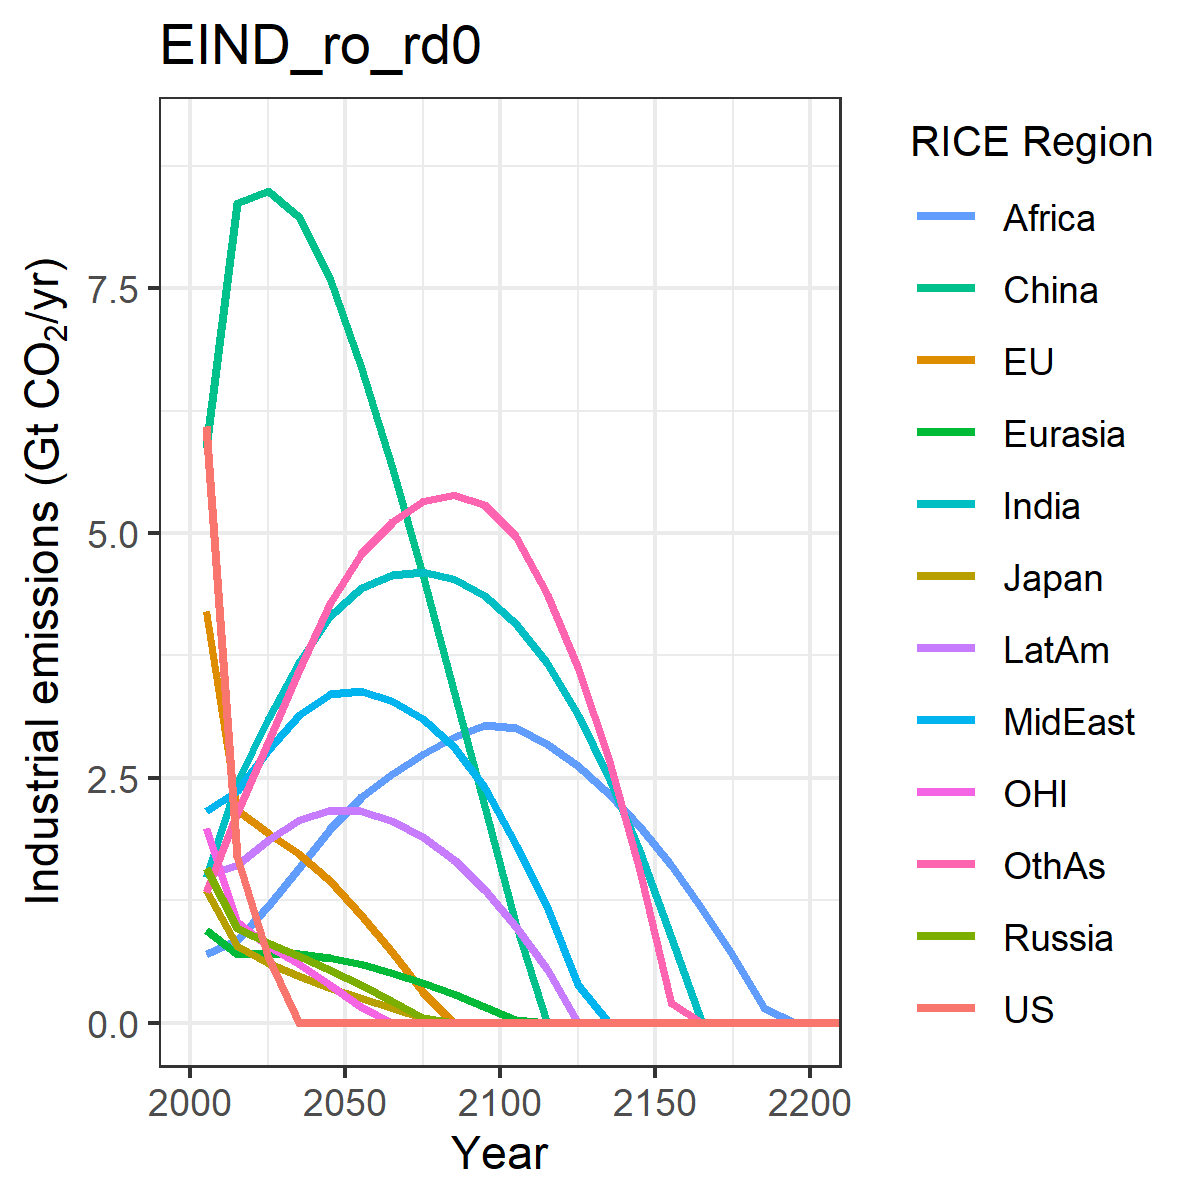 EIND_ro_rd0
Industrial emissions (Gt CO₂/yr)
7.5
5.0
2.5
0.0
2000 2050 2100 2150 2200
Year
RICE Region
Africa
China
EU
Eurasia
India
Japan
LatAm
MidEast
OHI
OthAs
Russia
US